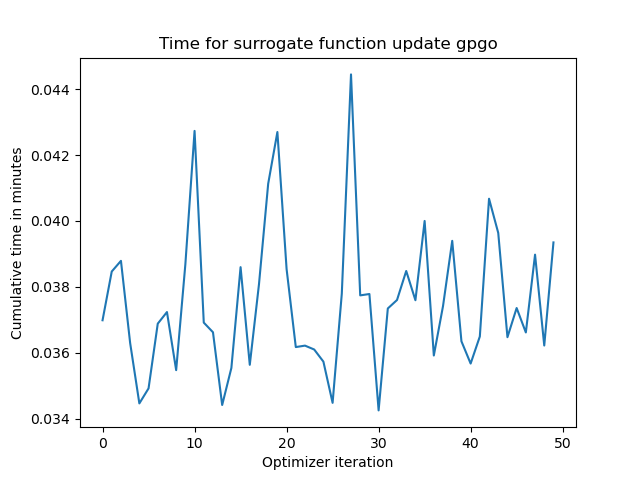 Time for surrogate function update gpgo
Cumulative time in minutes
0.044
0.042
0.040
0.038
0.036
0.034
0 10 20 30 40 50
Optimizer iteration